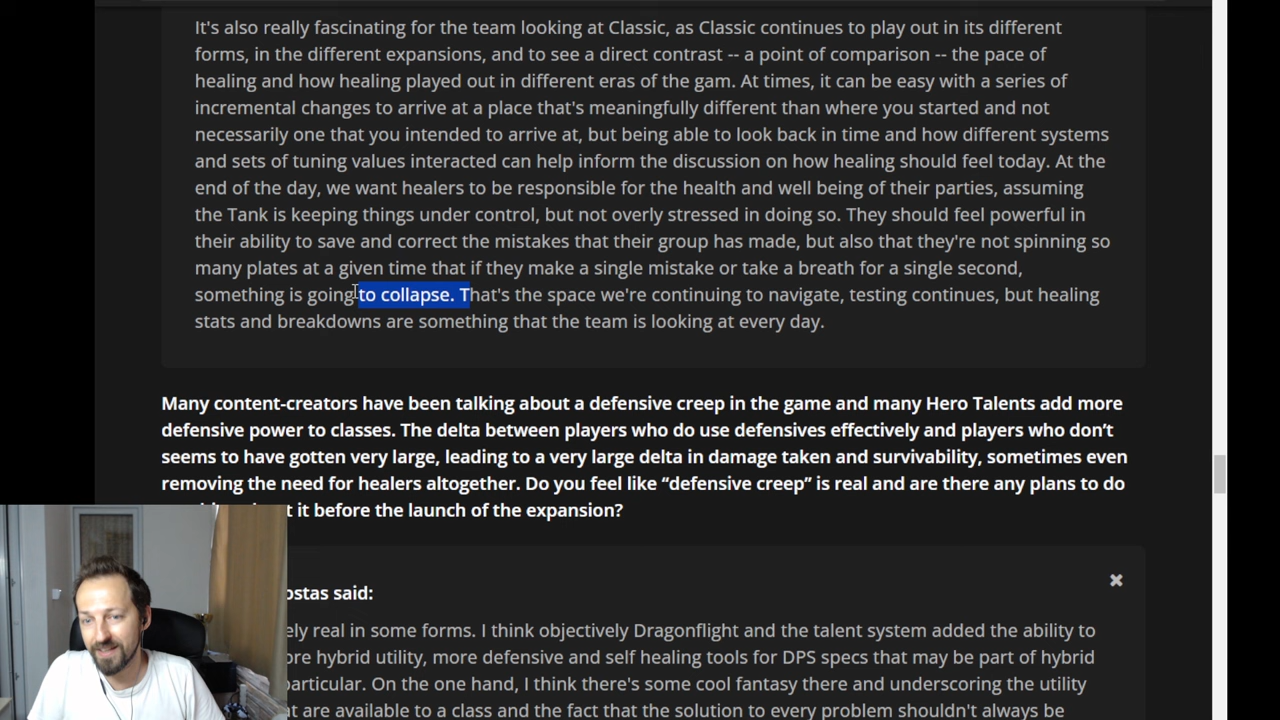 It's also really fascinating for the team looking at Classic, as Classic continues to play out in its different
forms, in the different expansions, and to see a direct contrast -- a point of comparison -- the pace of
healing and how healing played out in different eras of the gam. At times, it can be easy with a series of
incremental changes to arrive at a place that's meaningfully different than where you started and not
necessarily one that you intended to arrive at, but being able to look back in time and how different systems
and sets of tuning values interacted can help inform the discussion on how healing should feel today. At the
end of the day, we want healers to be responsible for the health and well being of their parties, assuming
the Tank is keeping things under control, but not overly stressed in doing so. They should feel powerful in
their ability to save and correct the mistakes that their group has made, but also that they're not spinning so
many plates at a given time that if they make a single mistake or take a breath for a single second,
something is going to collapse. That's the space we're continuing to navigate, testing continues, but healing
stats and breakdowns are something that the team is looking at every day.
Many content-creators have been talking about a defensive creep in the game and many Hero Talents add more
defensive power to classes. The delta between players who do use defensives effectively and players who don’t
seems to have gotten very large, leading to a very large delta in damage taken and survivability, sometimes even
removing the need for healers altogether. Do you feel like “defensive creep” is real and are there any plans to do
it before the launch of the expansion?
said:
real in some forms. I think objectively Dragonflight and the talent system added the ability to
hybrid utility, more defensive and self healing tools for DPS specs that may be part of hybrid
particular. On the one hand, I think there's some cool fantasy there and underscoring the utility
are available to a class and the fact that the solution to every problem shouldn't always be